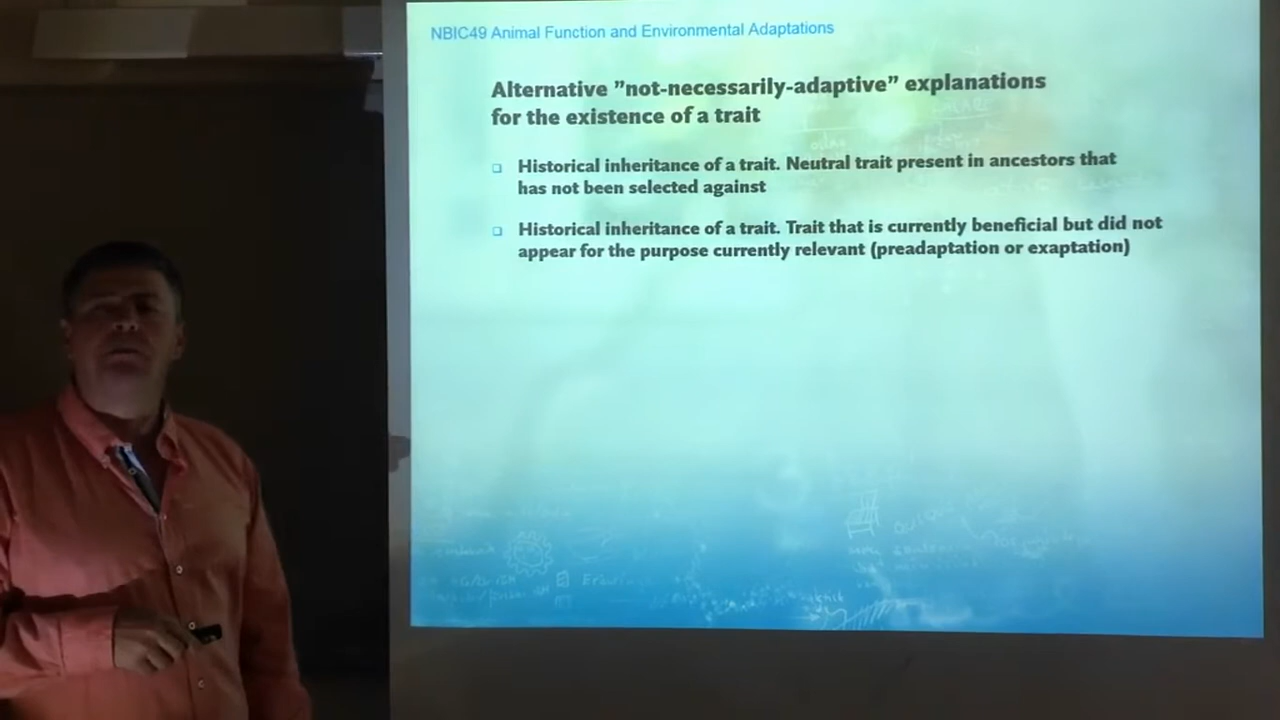 NBIC49 Animal Function and Environmental Adaptations
Alternative ”not-necessarily-adaptive” explanations
for the existence of a trait
Historical inheritance of a trait. Neutral trait present in ancestors that
has not been selected against
Historical inheritance of a trait. Trait that is currently beneficial but did not
appear for the purpose currently relevant (preadaptation or exaptation)